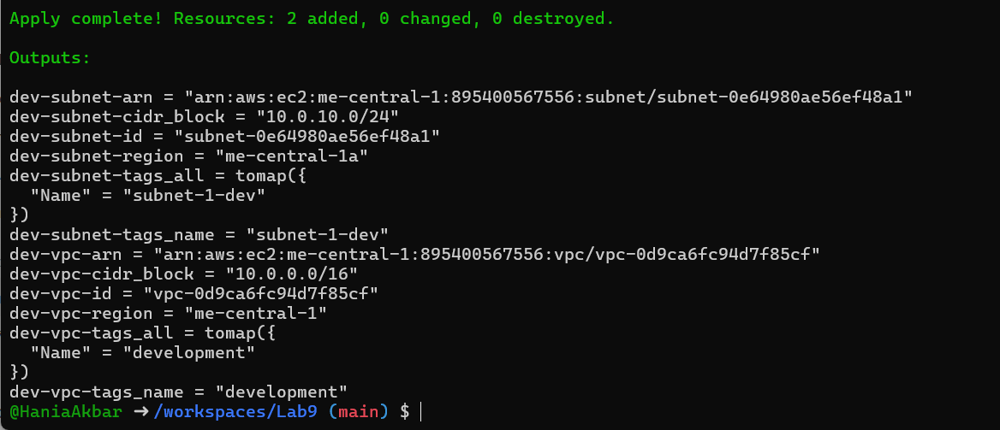 Apply complete! Resources: 2 added, 0 changed, 0 destroyed.
Outputs:
dev-subnet-arn = "arn:aws:ec2:me-central-1:895400567556:subnet/subnet-0e64980ae56ef48a1"
dev-subnet-cidr_block = "10.0.10.0/24"
dev-subnet-id = "subnet-0e64980ae56ef48a1"
dev-subnet-region = "me-central-1a"
dev-subnet-tags_all = tomap({
  "Name" = "subnet-1-dev"
})
dev-subnet-tags_name = "subnet-1-dev"
dev-vpc-arn = "arn:aws:ec2:me-central-1:895400567556:vpc/vpc-0d9ca6fc94d7f85cf"
dev-vpc-cidr_block = "10.0.0.0/16"
dev-vpc-id = "vpc-0d9ca6fc94d7f85cf"
dev-vpc-region = "me-central-1"
dev-vpc-tags_all = tomap({
  "Name" = "development"
})
dev-vpc-tags_name = "development"
@HaniaAkbar ➜ /workspaces/Lab9 (main) $